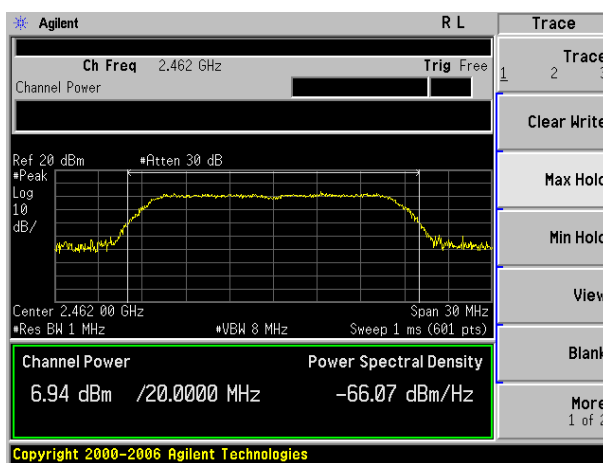 Agilent R L Trace
Ch Freq 2.462 GHz Trig Free
Channel Power
Trace
1 2 3
Clear Write
Max Hold
Min Hold
View
Blank
More
1 of 2
Ref 20 dBm #Atten 30 dB
#Peak
Log
10
dB/
Center 2.462 00 GHz Span 30 MHz
#Res BW 1 MHz #VBW 8 MHz Sweep 1 ms (601 pts)
Channel Power Power Spectral Density
6.94 dBm /20.0000 MHz -66.07 dBm/Hz
Copyright 2000-2006 Agilent Technologies